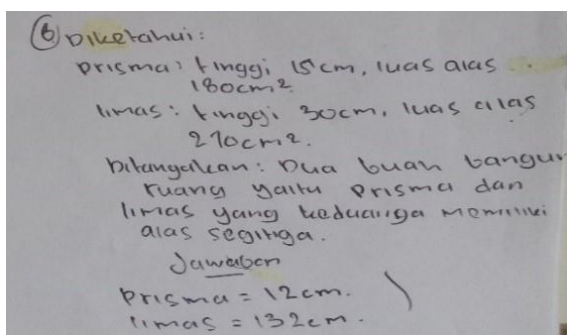 6 Diketahui:
Prisma: tinggi 15cm, luas alas
180cm2
limas: tinggi 30cm, luas alas
210cm2.
Ditanyakan: Dua buah bangun
ruang yaitu prisma dan
limas yang keduanya memiliki
alas segitiga.
Jawaban
Prisma = 12cm.
limas = 132cm.